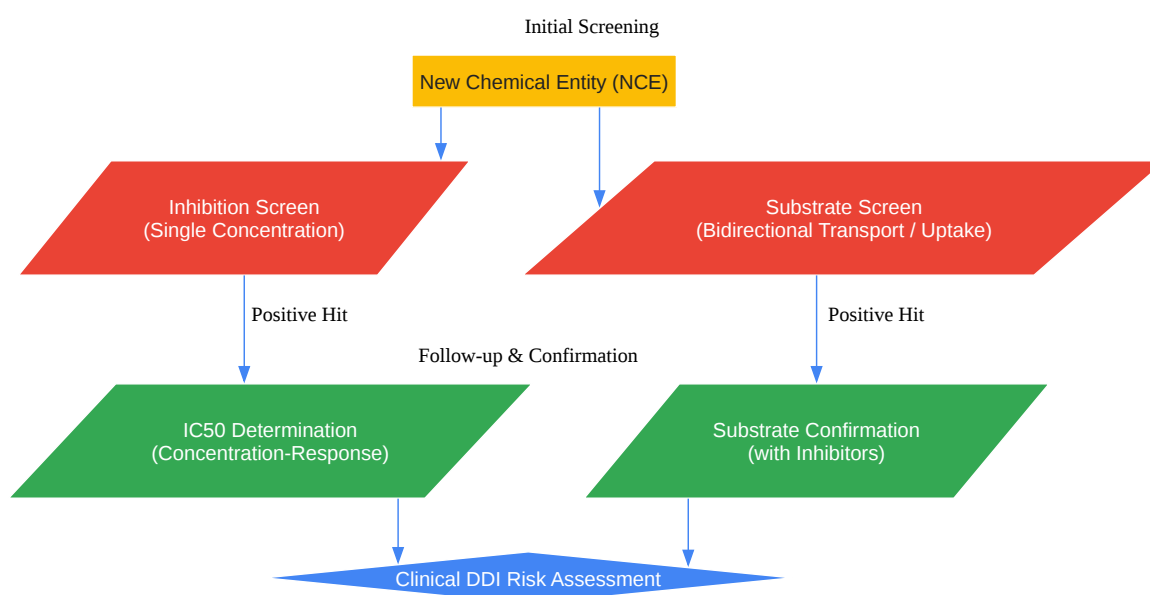 Initial Screening
New Chemical Entity (NCE)
Inhibition Screen
(Single Concentration)
Substrate Screen
(Bidirectional Transport / Uptake)
Positive Hit
Positive Hit
Follow-up & Confirmation
IC50 Determination
(Concentration-Response)
Substrate Confirmation
(with Inhibitors)
Clinical DDI Risk Assessment